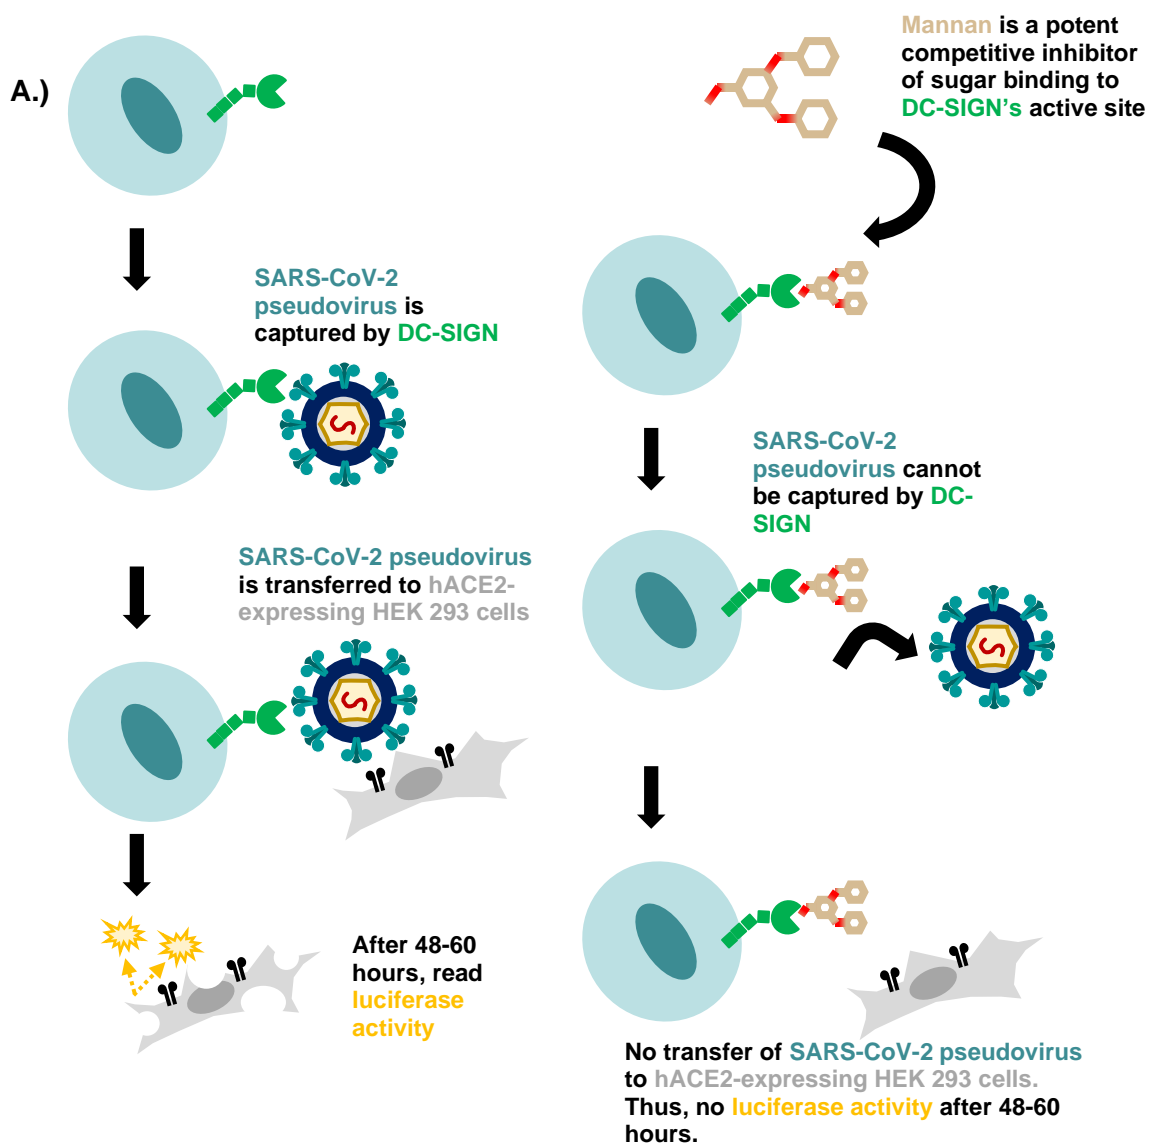 A.)
SARS-CoV-2
pseudovirus is
captured by DC-SIGN
SARS-CoV-2 pseudovirus
is transferred to hACE2-
expressing HEK 293 cells
After 48-60
hours, read
luciferase
activity
Mannan is a potent
competitive inhibitor
of sugar binding to
DC-SIGN's active site
SARS-CoV-2
pseudovirus cannot
be captured by DC-
SIGN
No transfer of SARS-CoV-2 pseudovirus
to hACE2-expressing HEK 293 cells.
Thus, no luciferase activity after 48-60
hours.